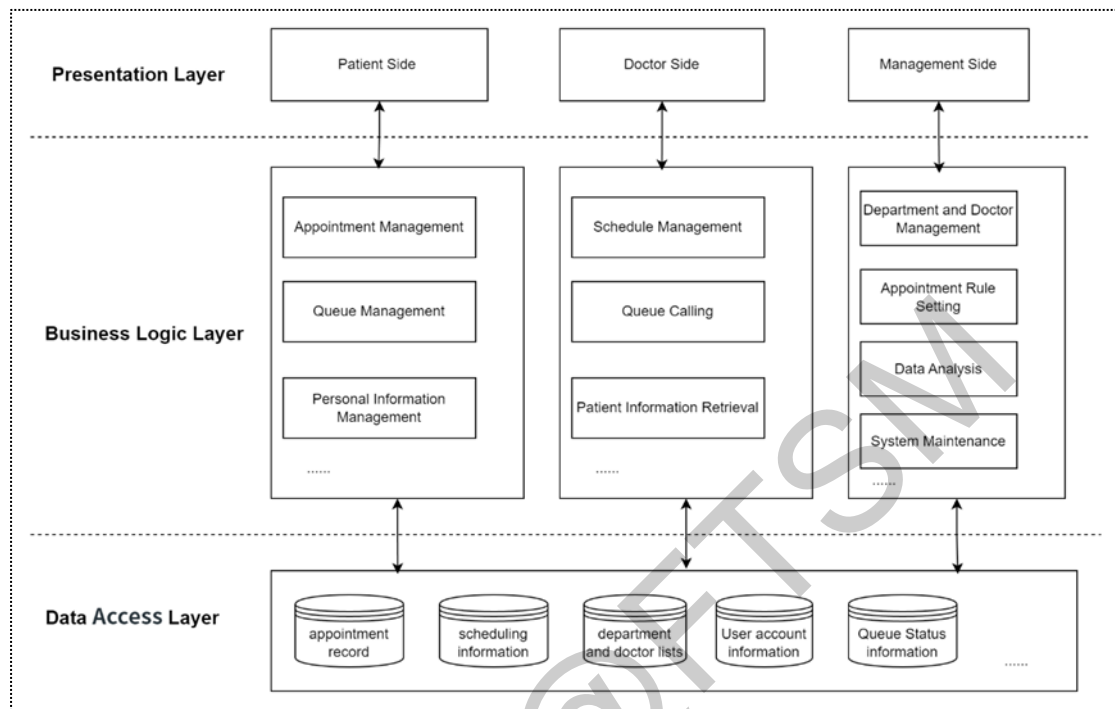 Presentation Layer
Patient Side
Doctor Side
Management Side
Business Logic Layer
Appointment Management
Queue Management
Personal Information
Management
......
Schedule Management
Queue Calling
Patient Information Retrieval
......
Department and Doctor
Management
Appointment Rule
Setting
Data Analysis
System Maintenance
......
Data Access Layer
appointment
record
scheduling
information
department
and doctor lists
User account
information
Queue Status
information
......
@FTSM